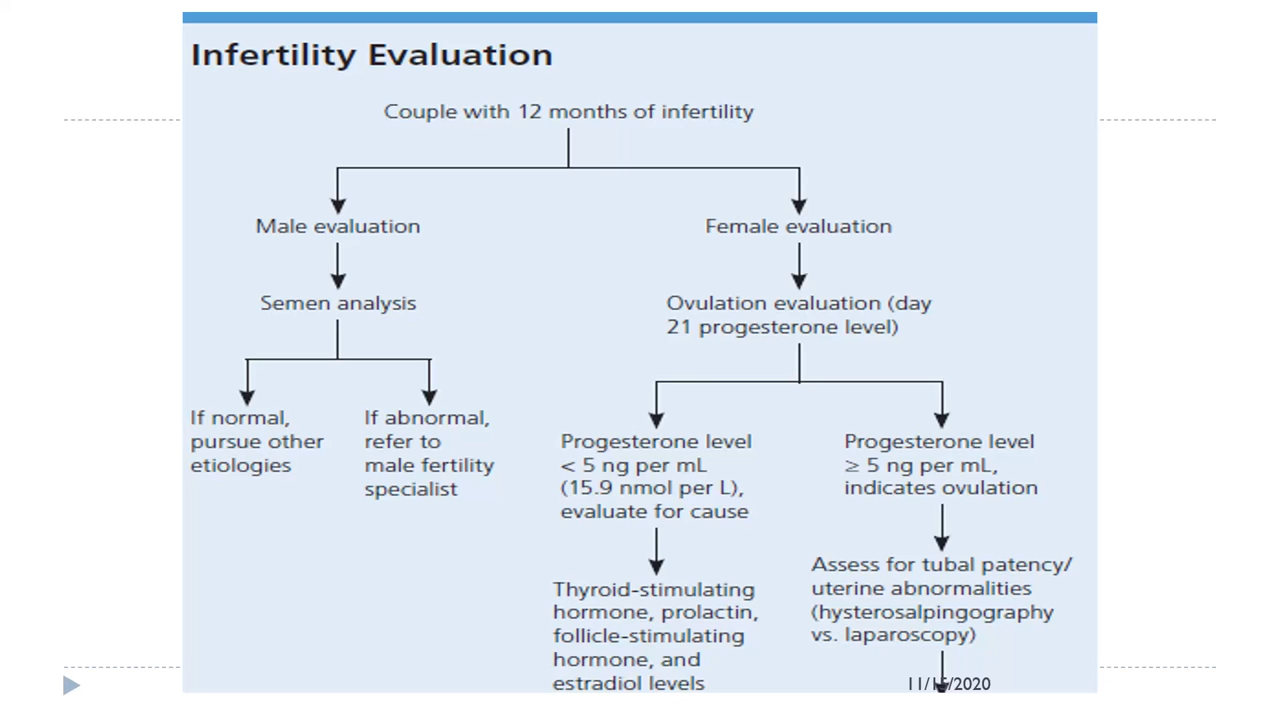 Infertility Evaluation
Couple with 12 months of infertility
Male evaluation
Female evaluation
Semen analysis
Ovulation evaluation (day
21 progesterone level)
If normal,
pursue other
etiologies
If abnormal,
refer to
male fertility
specialist
Progesterone level
< 5 ng per mL
(15.9 nmol per L),
evaluate for cause
Progesterone level
≥ 5 ng per mL,
indicates ovulation
Thyroid-stimulating
hormone, prolactin,
follicle-stimulating
hormone, and
estradiol levels
Assess for tubal patency/
uterine abnormalities
(hysterosalpingography
vs. laparoscopy)